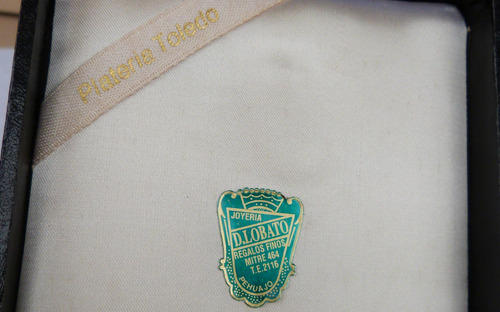 Plateria Toledo
JOYERIA
D.LOBATO
REGALOS FINOS
MITRE 464
T.E.2116
PEHUAJO